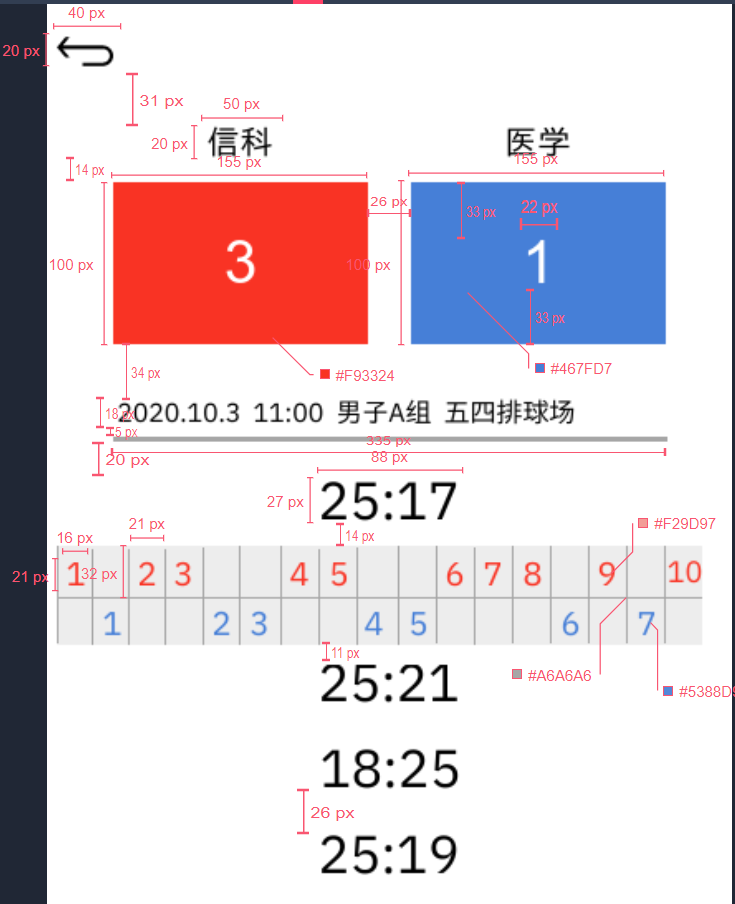 40 px
20 px
31 px
50 px
20 px
信科
医学
14 px
155 px
155 px
26 px
33 px
22 px
100 px
3
100 px
1
33 px
34 px
#F93324
#467FD7
18 px
2020.10.3 11:00 男子A组 五四排球场
5 px
335 px
20 px
88 px
27 px
25:17
#F29D97
16 px
21 px
14 px
21 px
32 px
1 2 3 4 5 6 7 8 9 10
1 2 3 4 5 6 7
11 px
25:21
#A6A6A6
#5388D9
18:25
26 px
25:19